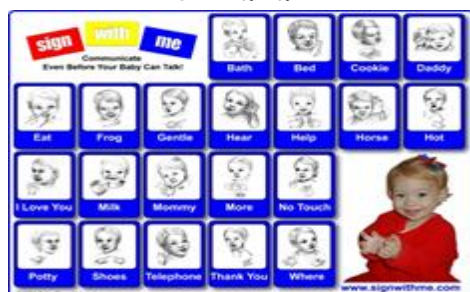 sign with me
Communicate
Even Before Your Baby Can Talk!
Bath Bed Cookie Daddy
Eat Frog Gentle Hear Help Horse Hot
I Love You Milk Mommy More No Touch
Potty Shoes Telephone Thank You Where
www.signwithme.com